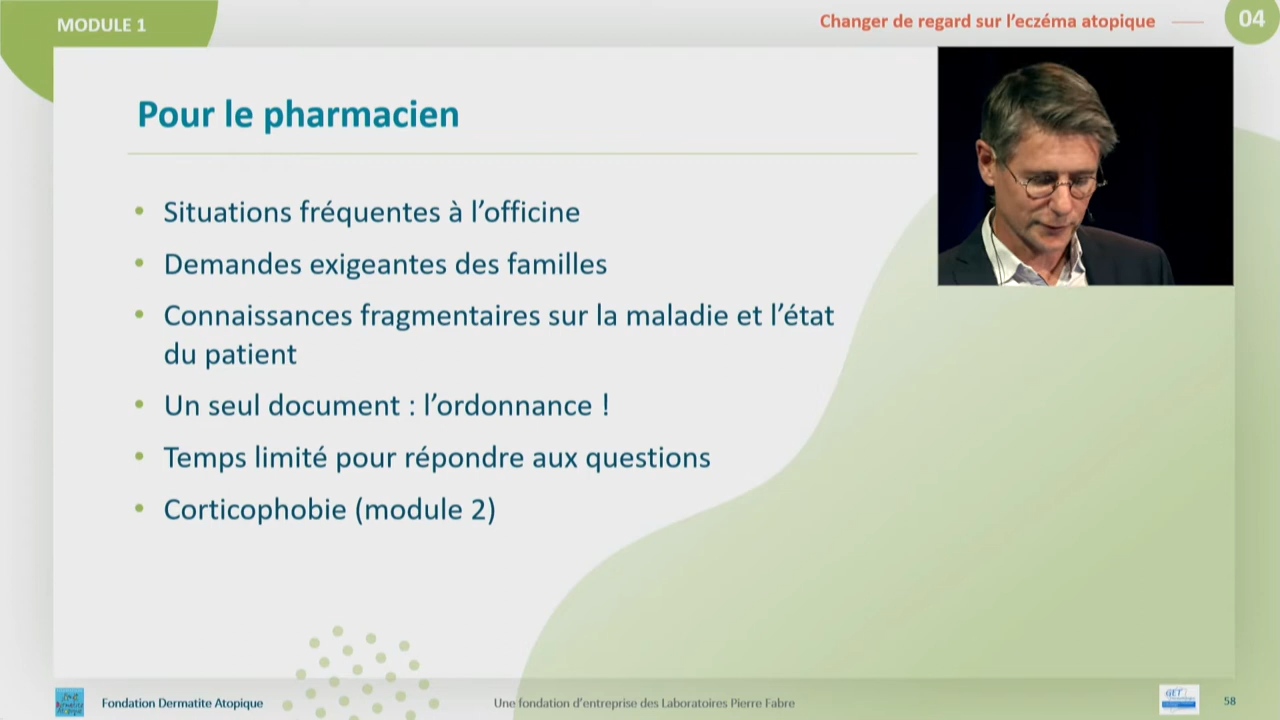 MODULE 1
Changer de regard sur l’eczéma atopique
04
Pour le pharmacien
• Situations fréquentes à l’officine
• Demandes exigeantes des familles
• Connaissances fragmentaires sur la maladie et l’état
du patient
• Un seul document : l’ordonnance !
• Temps limité pour répondre aux questions
• Corticophobie (module 2)
Fondation Dermatite Atopique
Une fondation d’entreprise des Laboratoires Pierre Fabre
GET
58